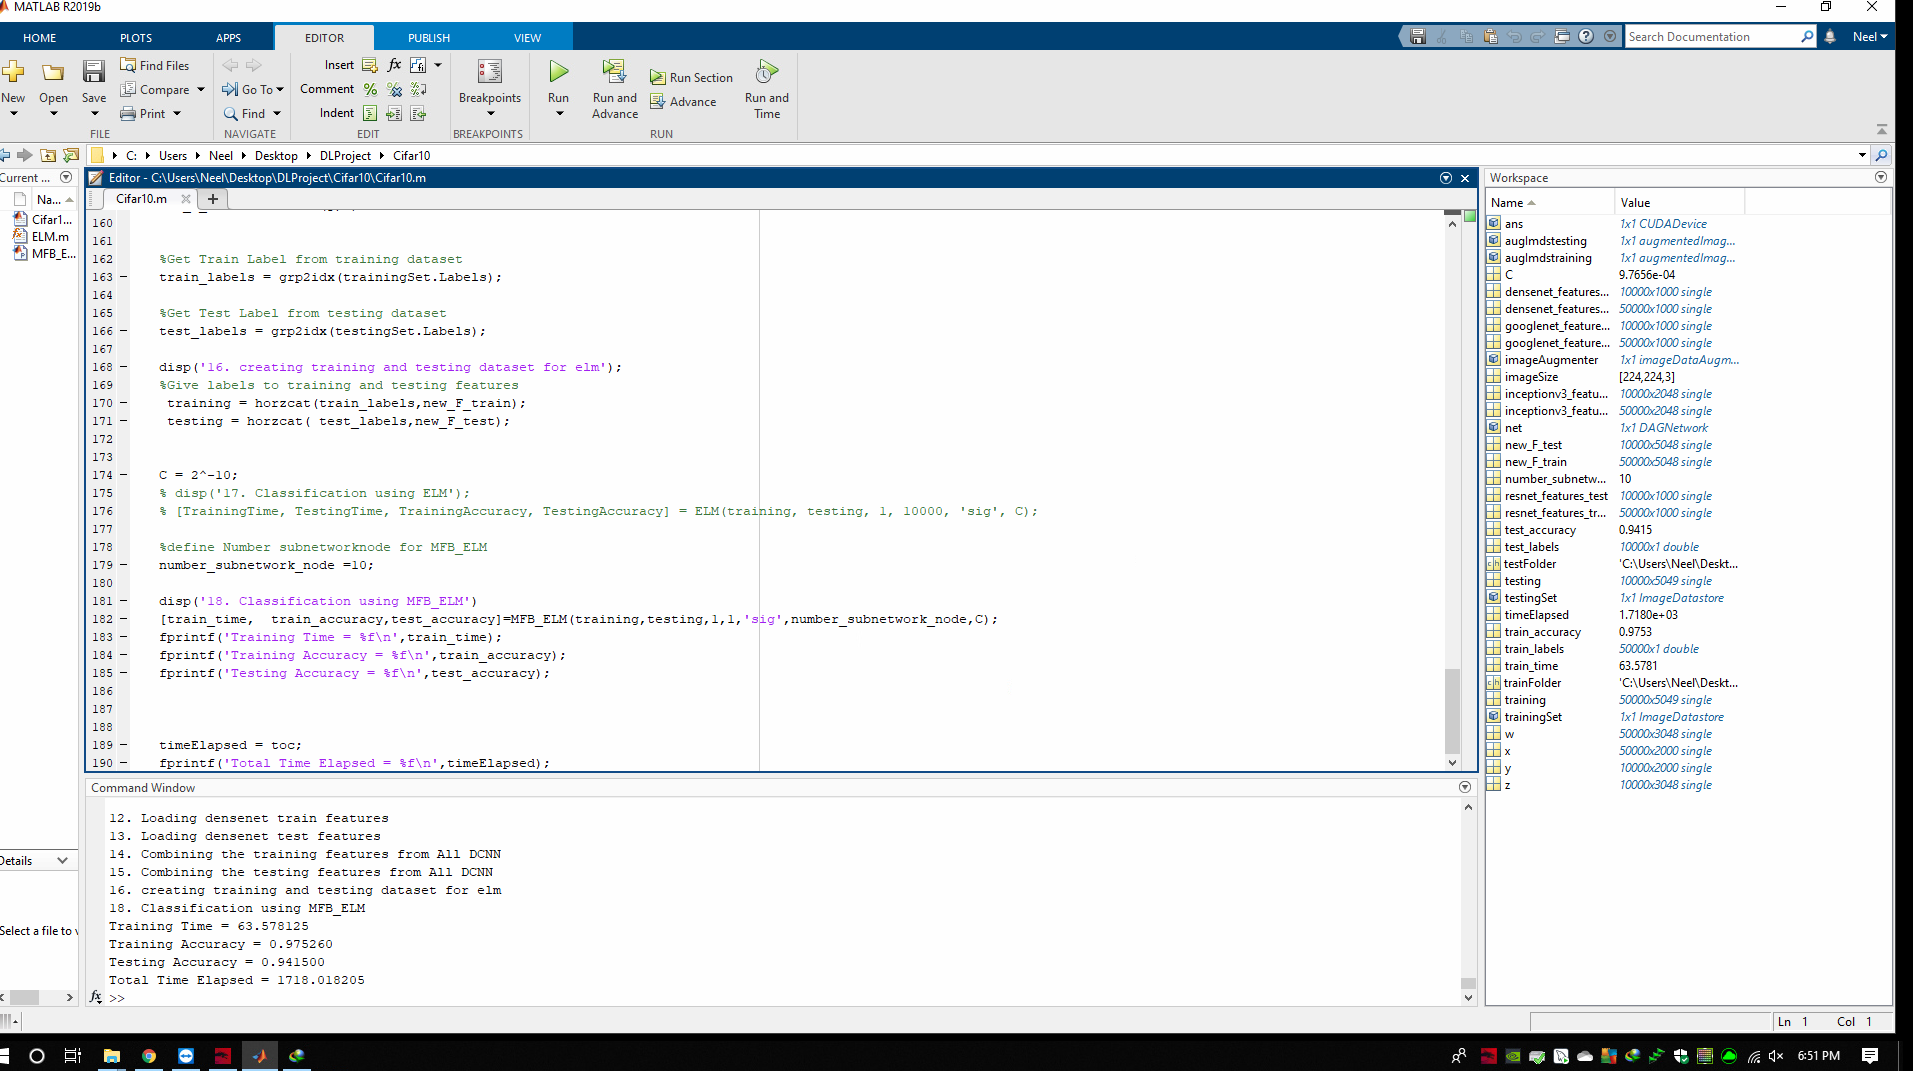 MATLAB R2019b
HOME PLOTS APPS EDITOR PUBLISH VIEW
Search Documentation
Neel
New Open Save
Find Files
Compare
Print
FILE
Go To
Find
NAVIGATE
Insert fx
Comment
Indent
EDIT
Breakpoints
BREAKPOINTS
Run
Run and Advance
Run Section
Advance
Run and Time
RUN
C: Users Neel Desktop DLProject Cifar10
Current ...
Na...
Cifar1...
ELM.m
MFB_E...
Details
Select a file to v
Editor - C:\Users\Neel\Desktop\DLProject\Cifar10\Cifar10.m
Cifar10.m
160
161
162 %Get Train Label from training dataset
163 train_labels = grp2idx(trainingSet.Labels);
164
165 %Get Test Label from testing dataset
166 test_labels = grp2idx(testingSet.Labels);
167
168 disp('16. creating training and testing dataset for elm');
169 %Give labels to training and testing features
170 training = horzcat(train_labels,new_F_train);
171 testing = horzcat( test_labels,new_F_test);
172
173
174 C = 2^-10;
175 % disp('17. Classification using ELM');
176 % [TrainingTime, TestingTime, TrainingAccuracy, TestingAccuracy] = ELM(training, testing, 1, 10000, 'sig', C);
177
178 %define Number subnetworknode for MFB_ELM
179 number_subnetwork_node =10;
180
181 disp('18. Classification using MFB_ELM')
182 [train_time, train_accuracy,test_accuracy]=MFB_ELM(training,testing,1,1,'sig',number_subnetwork_node,C);
183 fprintf('Training Time = %f\n',train_time);
184 fprintf('Training Accuracy = %f\n',train_accuracy);
185 fprintf('Testing Accuracy = %f\n',test_accuracy);
186
187
188
189 timeElapsed = toc;
190 fprintf('Total Time Elapsed = %f\n',timeElapsed);
Command Window
12. Loading densenet train features
13. Loading densenet test features
14. Combining the training features from All DCNN
15. Combining the testing features from All DCNN
16. creating training and testing dataset for elm
18. Classification using MFB_ELM
Training Time = 63.578125
Training Accuracy = 0.975260
Testing Accuracy = 0.941500
Total Time Elapsed = 1718.018205
fx >>
Workspace
Name Value
ans 1x1 CUDADevice
augImdstesting 1x1 augmentedImag...
augImdstraining 1x1 augmentedImag...
C 9.7656e-04
densenet_features... 10000x1000 single
densenet_features... 50000x1000 single
googlenet_feature... 10000x1000 single
googlenet_feature... 50000x1000 single
imageAugmenter 1x1 imageDataAugm...
imageSize [224,224,3]
inceptionv3_featu... 10000x2048 single
inceptionv3_featu... 50000x2048 single
net 1x1 DAGNetwork
new_F_test 10000x5048 single
new_F_train 50000x5048 single
number_subnetw... 10
resnet_features_test 10000x1000 single
resnet_features_tr... 50000x1000 single
test_accuracy 0.9415
test_labels 10000x1 double
testFolder 'C:\Users\Neel\Deskt...
testing 10000x5049 single
testingSet 1x1 ImageDatastore
timeElapsed 1.7180e+03
train_accuracy 0.9753
train_labels 50000x1 double
train_time 63.5781
trainFolder 'C:\Users\Neel\Deskt...
training 50000x5049 single
trainingSet 1x1 ImageDatastore
w 50000x3048 single
x 50000x2000 single
y 10000x2000 single
z 10000x3048 single
Ln 1 Col 1
6:51 PM